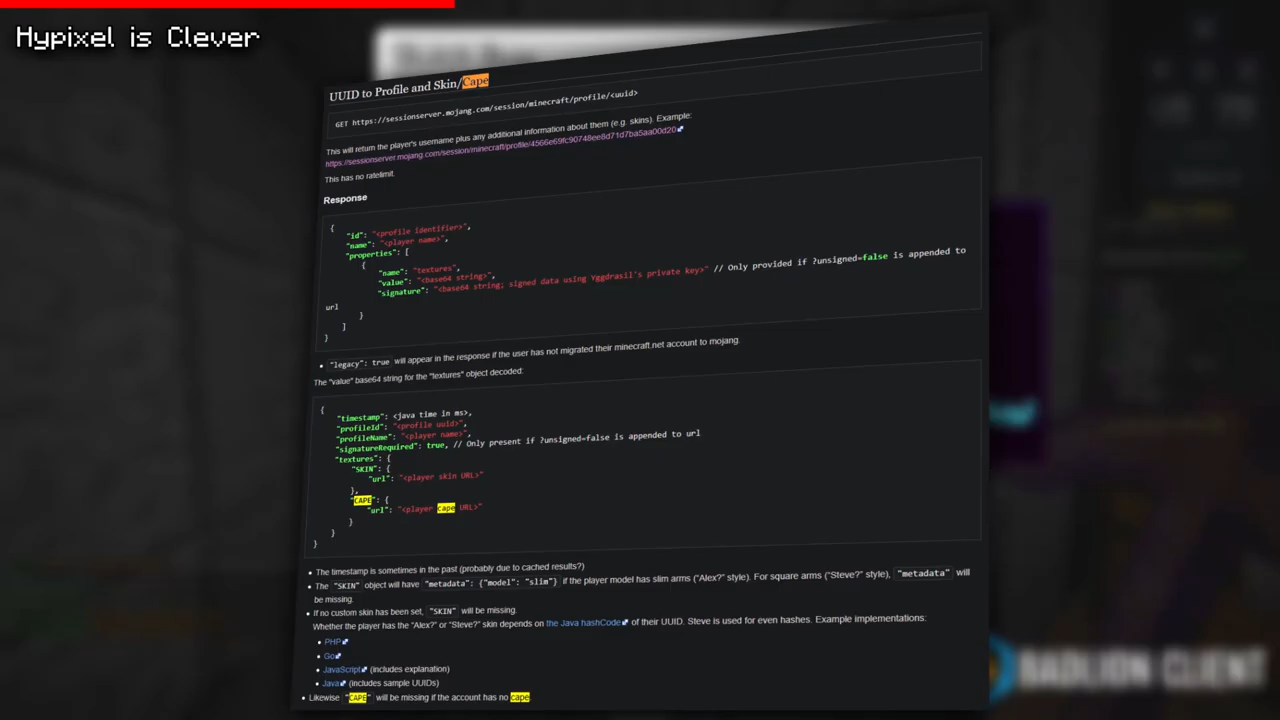 Hypixel is Clever
UUID to Profile and Skin/Cape
GET https://sessionserver.mojang.com/session/minecraft/profile/<uuid>
This will return the player's username plus any additional information about them (e.g. skins). Example:
https://sessionserver.mojang.com/session/minecraft/profile/4566e69fc90748ee8d71d7ba5aa00d20
This has no ratelimit.
Response
{
"id": "<profile identifier>",
"name": "<player name>",
"properties": [
{
"name": "textures",
"value": "<base64 string>",
"signature": "<base64 string; signed data using Yggdrasil's private key>" // Only provided if ?unsigned=false is appended to
url
}
]
}
"legacy": true will appear in the response if the user has not migrated their minecraft.net account to mojang.
The "value" base64 string for the "textures" object decoded:
{
"timestamp": <java time in ms>,
"profileId": "<profile uuid>",
"profileName": "<player name>",
"signatureRequired": true, // Only present if ?unsigned=false is appended to url
"textures": {
"SKIN": {
"url": "<player skin URL>"
},
"CAPE": {
"url": "<player cape URL>"
}
}
}
• The timestamp is sometimes in the past (probably due to cached results?)
• The "SKIN" object will have "metadata": {"model": "slim"} if the player model has slim arms ("Alex?" style). For square arms ("Steve?" style), "metadata" will
be missing.
• If no custom skin has been set, "SKIN" will be missing.
Whether the player has the "Alex?" or "Steve?" skin depends on the Java hashCode of their UUID. Steve is used for even hashes. Example implementations:
• PHP
• Go
• JavaScript (includes explanation)
• Java (includes sample UUIDs)
• Likewise "CAPE" will be missing if the account has no cape
BADLION CLIENT